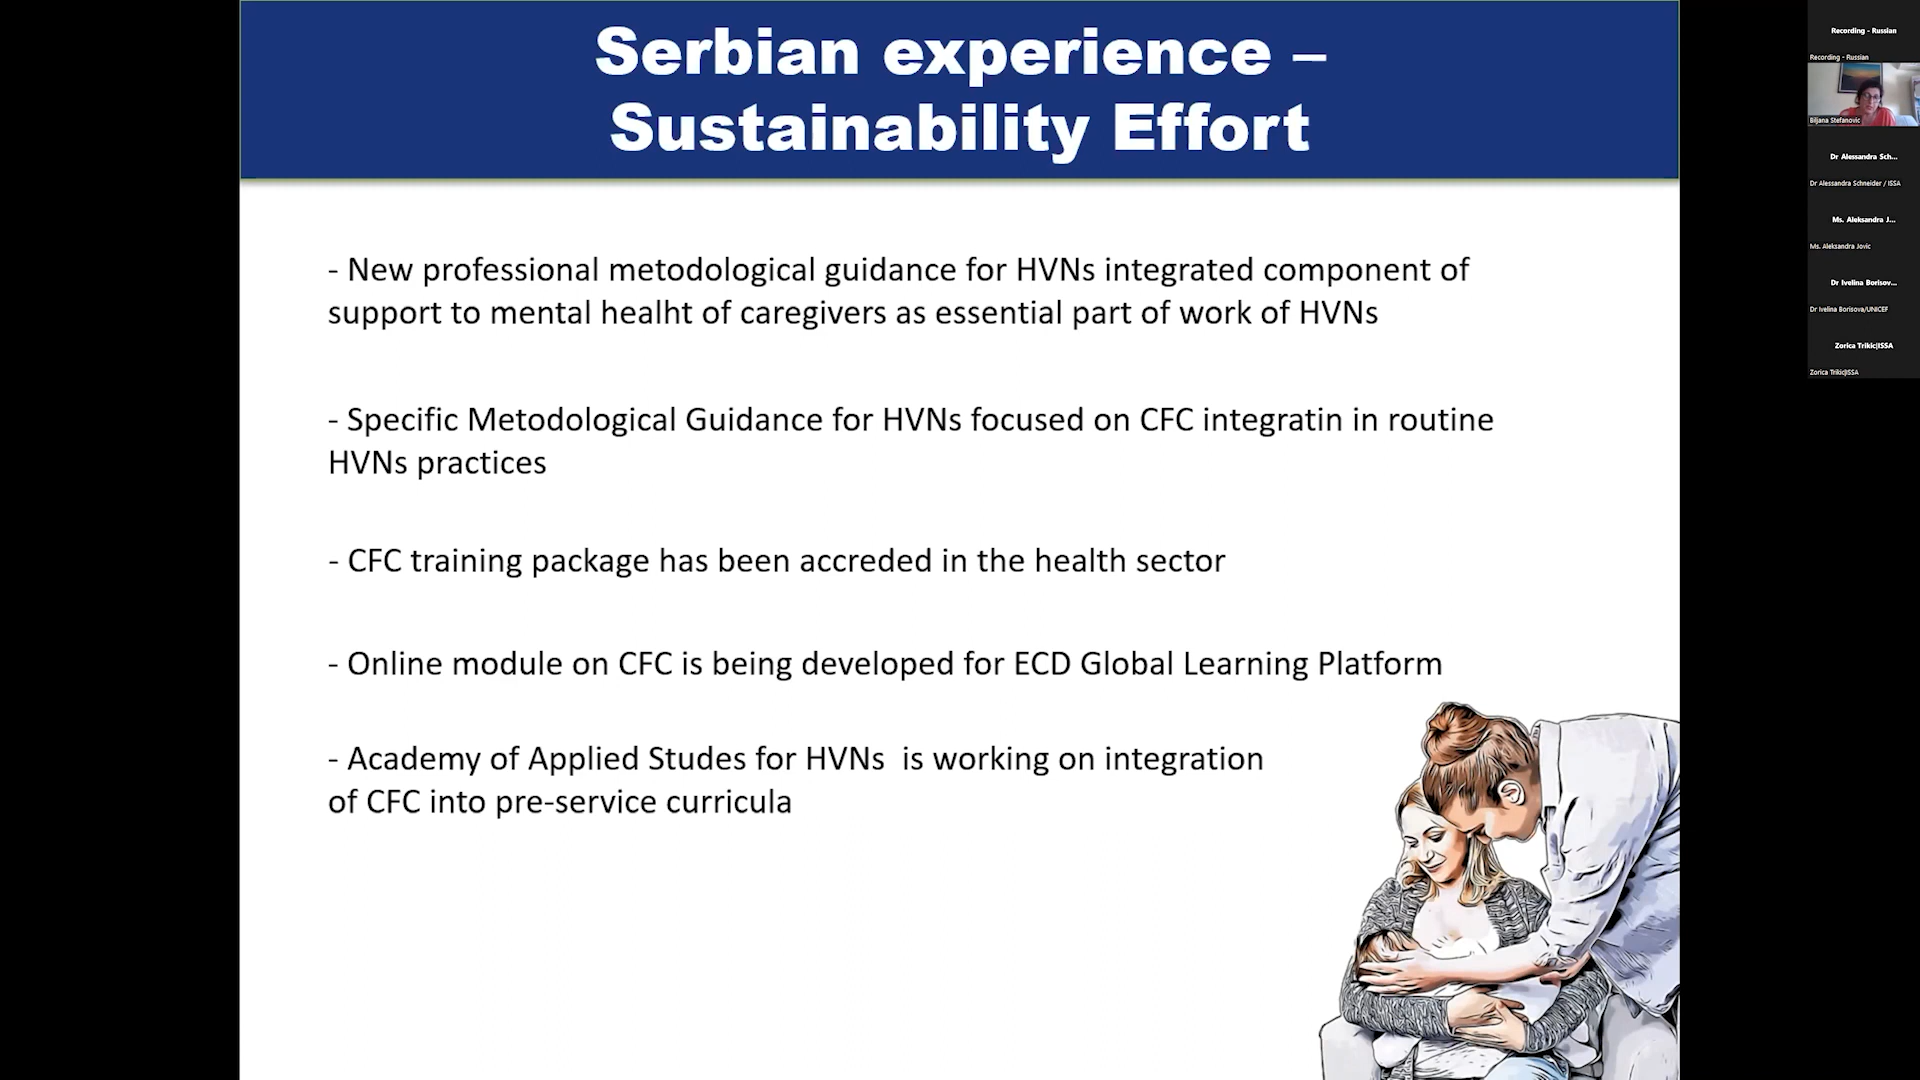 Serbian experience –
Sustainability Effort
- New professional metodological guidance for HVNs integrated component of
support to mental healht of caregivers as essential part of work of HVNs
- Specific Metodological Guidance for HVNs focused on CFC integratin in routine
HVNs practices
- CFC training package has been accreded in the health sector
- Online module on CFC is being developed for ECD Global Learning Platform
- Academy of Applied Studes for HVNs  is working on integration
of CFC into pre-service curricula
Recording - Russian
Recording - Russian
Biljana Stefanovic
Dr Alessandra Sch...
Dr Alessandra Schneider / ISSA
Ms. Aleksandra J...
Ms. Aleksandra Jovic
Dr Ivelina Borisov...
Dr Ivelina Borisova/UNICEF
Zorica Trikic|ISSA
Zorica Trikic|ISSA